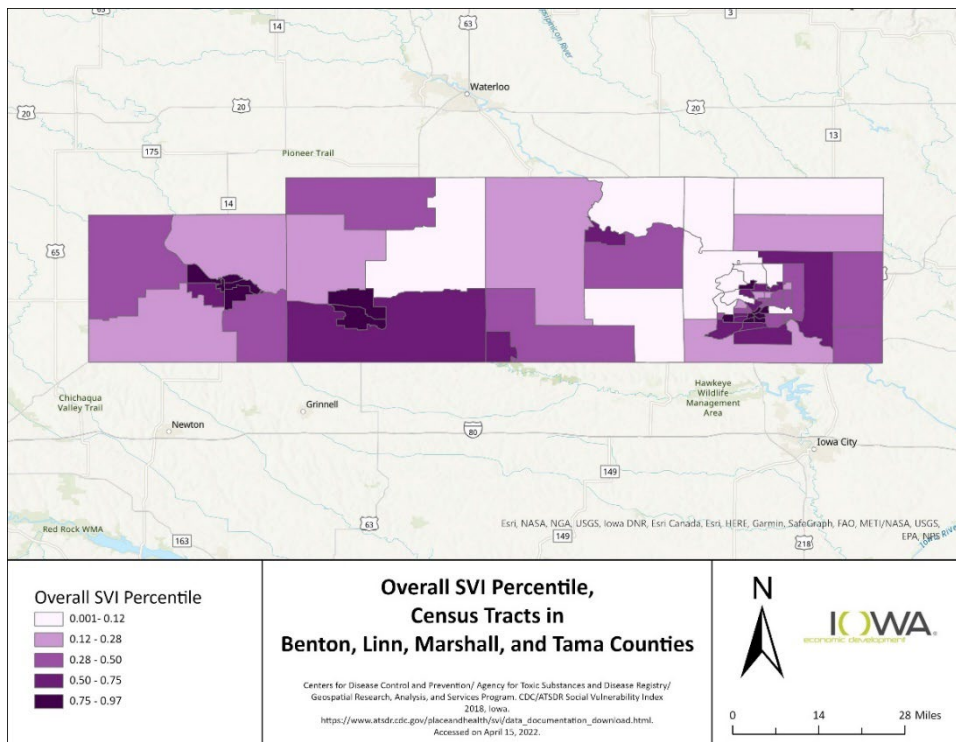 65
14
63
Wapsipinicon River
3
Waterloo
20
20
20
20
13
175
Pioneer Trail
14
65
Chichaqua
Valley Trail
Grinnell
Newton
Hawkeye
Wildlife
Management
Area
80
Iowa City
149
63
Red Rock WMA
163
149
218
Iowa River
Esri, NASA, NGA, USGS, Iowa DNR, Esri Canada, Esri, HERE, Garmin, SafeGraph, FAO, METI/NASA, USGS,
EPA, NPS
Overall SVI Percentile
0.001- 0.12
0.12 - 0.28
0.28 - 0.50
0.50 - 0.75
0.75 - 0.97
Overall SVI Percentile,
Census Tracts in
Benton, Linn, Marshall, and Tama Counties
Centers for Disease Control and Prevention/ Agency for Toxic Substances and Disease Registry/
Geospatial Research, Analysis, and Services Program. CDC/ATSDR Social Vulnerability Index
2018, Iowa.
https://www.atsdr.cdc.gov/placeandhealth/svi/data_documentation_download.html.
Accessed on April 15, 2022.
N
IOWA®
economic development
0 14 28 Miles